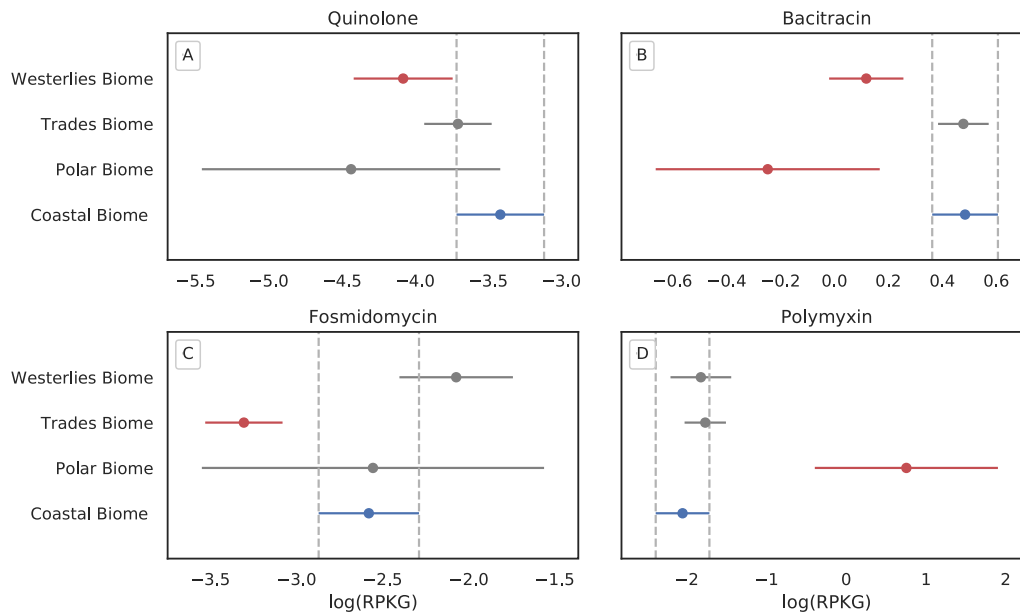 Quinolone
A
Westerlies Biome
Trades Biome
Polar Biome
Coastal Biome
−5.5 −5.0 −4.5 −4.0 −3.5 −3.0
Bacitracin
B
−0.6 −0.4 −0.2 0.0 0.2 0.4 0.6
Fosmidomycin
C
Westerlies Biome
Trades Biome
Polar Biome
Coastal Biome
−3.5 −3.0 −2.5 −2.0 −1.5
log(RPKG)
Polymyxin
D
−2 −1 0 1 2
log(RPKG)